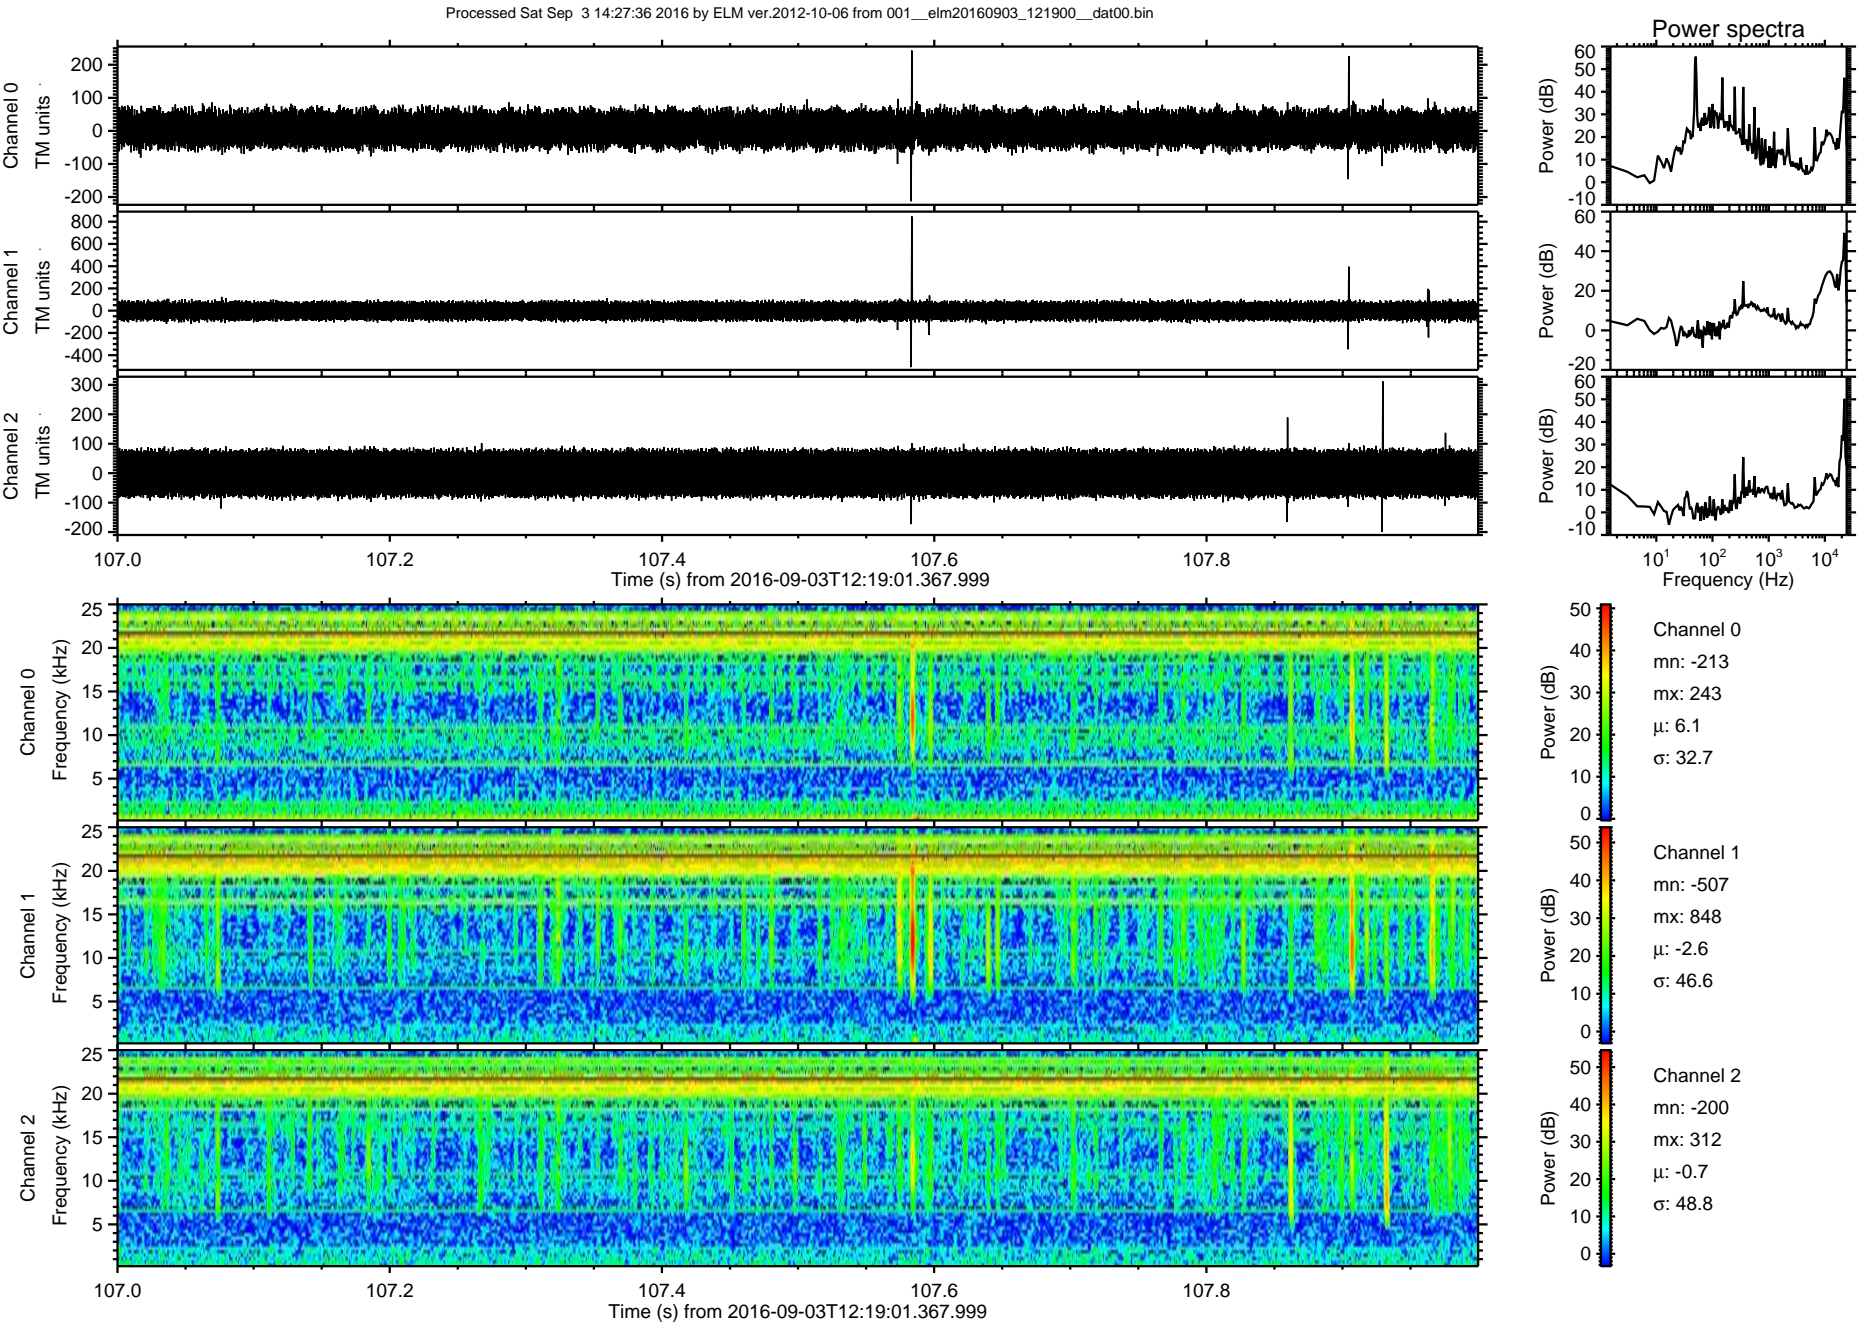 Processed Sat Sep 3 14:27:36 2016 by ELM ver.2012-10-06 from 001__elm20160903_121900__dat00.bin
Power spectra
Channel 0
TM units
200
100
0
-100
-200
Power (dB)
60
50
40
30
20
10
0
-10
Channel 1
TM units
800
600
400
200
0
-200
-400
Power (dB)
60
40
20
0
-20
Channel 2
TM units
300
200
100
0
-100
-200
Power (dB)
60
50
40
30
20
10
0
-10
107.0 107.2 107.4 107.6 107.8
Time (s) from 2016-09-03T12:19:01.367.999
10¹ 10² 10³ 10⁴
Frequency (Hz)
Channel 0
Frequency (kHz)
25
20
15
10
5
Power (dB)
50
40
30
20
10
0
Channel 0
mn: -213
mx: 243
μ: 6.1
σ: 32.7
Channel 1
Frequency (kHz)
25
20
15
10
5
Power (dB)
50
40
30
20
10
0
Channel 1
mn: -507
mx: 848
μ: -2.6
σ: 46.6
Channel 2
Frequency (kHz)
25
20
15
10
5
Power (dB)
50
40
30
20
10
0
Channel 2
mn: -200
mx: 312
μ: -0.7
σ: 48.8
107.0 107.2 107.4 107.6 107.8
Time (s) from 2016-09-03T12:19:01.367.999